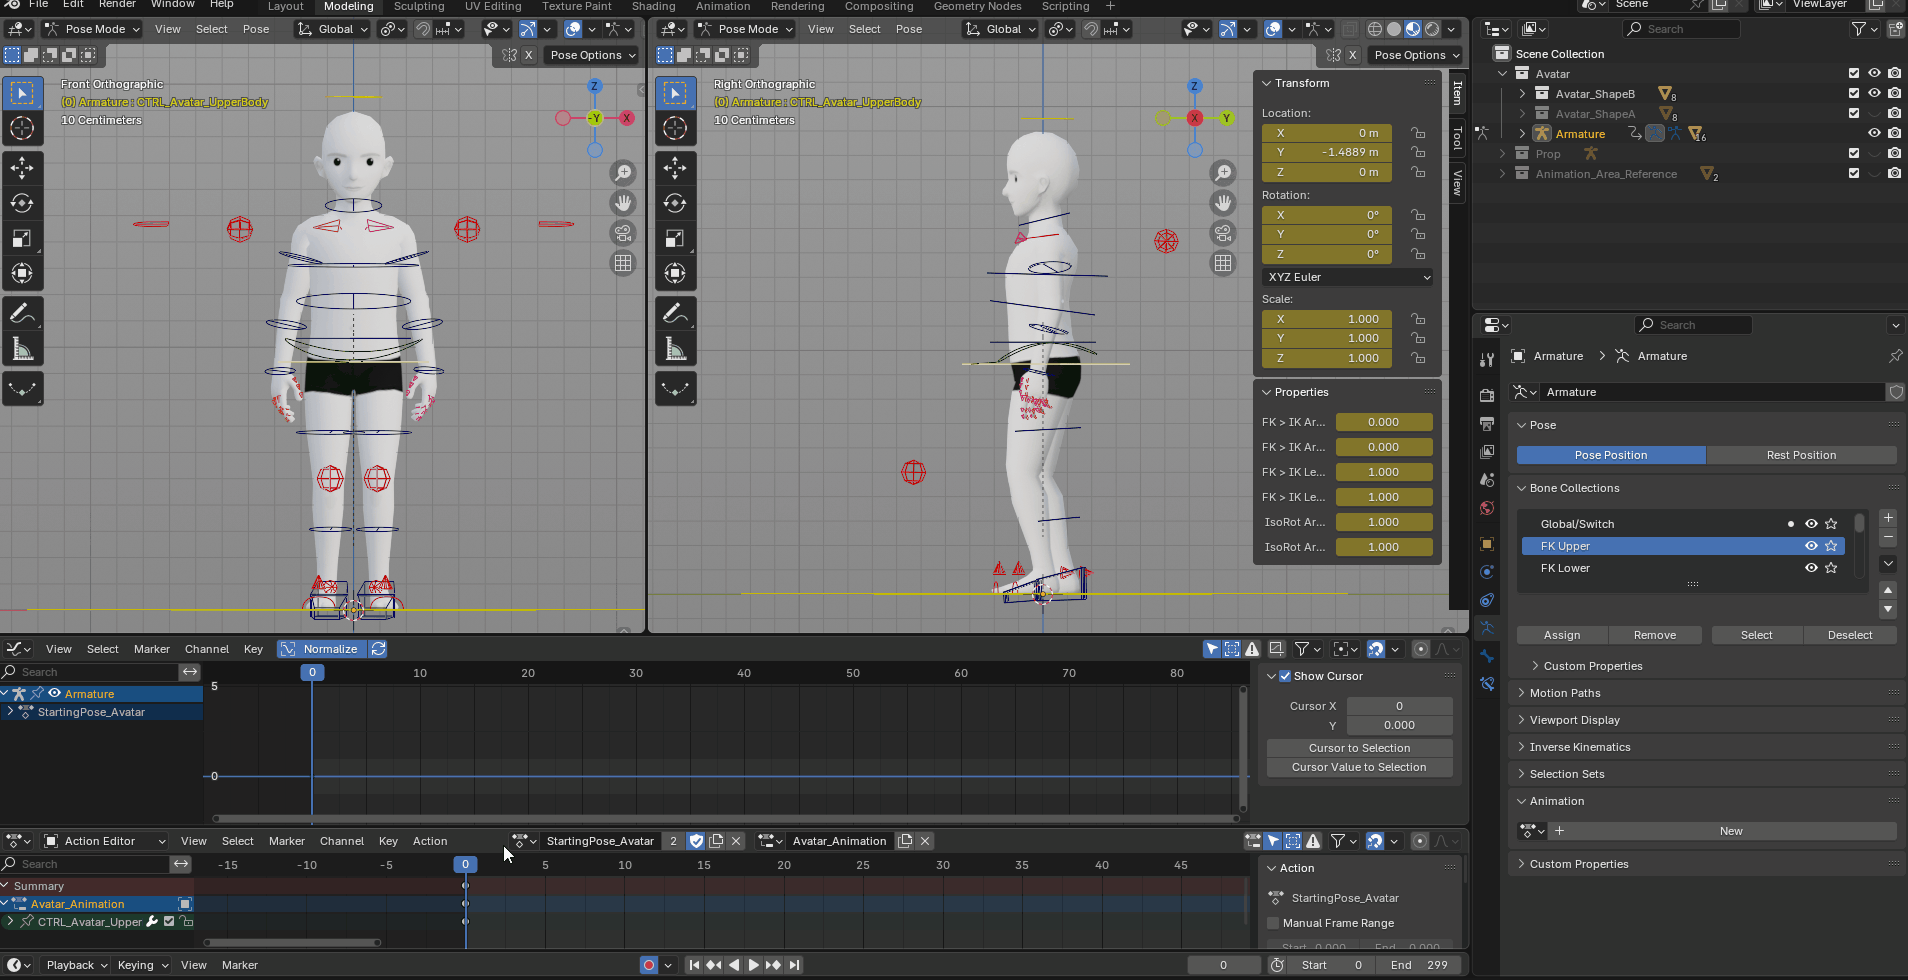 File Edit Render Window Help Layout Modeling Sculpting UV Editing Texture Paint Shading Animation Rendering Compositing Geometry Nodes Scripting + Scene ViewLayer
Pose Mode View Select Pose Global
Pose Mode View Select Pose Global
Search
X Pose Options
X Pose Options
Front Orthographic
(0) Armature : CTRL_Avatar_UpperBody
10 Centimeters
Z
-Y X
Right Orthographic
(0) Armature : CTRL_Avatar_UpperBody
10 Centimeters
Z
X Y
Transform
Location:
X 0 m
Y -1.4889 m
Z 0 m
Rotation:
X 0°
Y 0°
Z 0°
XYZ Euler
Scale:
X 1.000
Y 1.000
Z 1.000
Properties
FK > IK Ar... 0.000
FK > IK Ar... 0.000
FK > IK Le... 1.000
FK > IK Le... 1.000
IsoRot Ar... 1.000
IsoRot Ar... 1.000
Item
Tool
View
Scene Collection
Avatar
Avatar_ShapeB 8
Avatar_ShapeA 8
Armature 16
Prop
Animation_Area_Reference 2
Search
Armature > Armature
Armature
Pose
Pose Position Rest Position
Bone Collections
Global/Switch
FK Upper
FK Lower
Assign Remove Select Deselect
Custom Properties
Motion Paths
Viewport Display
Inverse Kinematics
Selection Sets
Animation
+ New
Custom Properties
View Select Marker Channel Key Normalize
Search
0 10 20 30 40 50 60 70 80
Armature
StartingPose_Avatar
5
0
Show Cursor
Cursor X 0
Y 0.000
Cursor to Selection
Cursor Value to Selection
Action Editor View Select Marker Channel Key Action StartingPose_Avatar 2 Avatar_Animation
Search
-15 -10 -5 0 5 10 15 20 25 30 35 40 45
Summary
Avatar_Animation
CTRL_Avatar_Upper
Action
StartingPose_Avatar
Manual Frame Range
Start 0.000 End 0.000
Playback Keying View Marker 0 Start 0 End 299